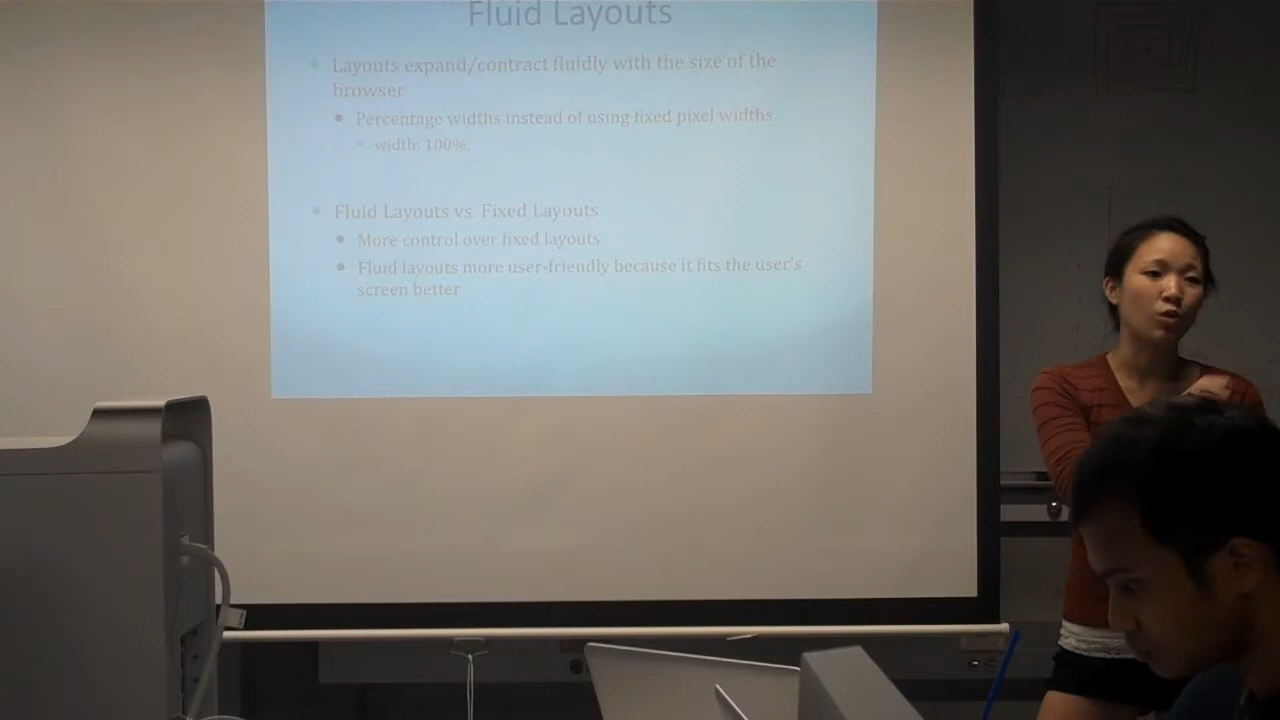 Fluid Layouts
Layouts expand/contract fluidly with the size of the
browser
Percentage widths instead of using fixed pixel widths
width: 100%;
Fluid Layouts vs. Fixed Layouts
More control over fixed layouts
Fluid layouts more user-friendly because it fits the user's
screen better